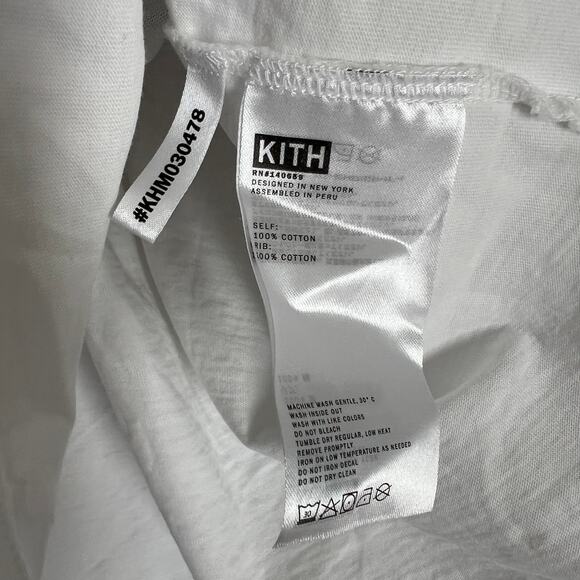 #KHM030478
KITH
RN#140659
DESIGNED IN NEW YORK
ASSEMBLED IN PERU
SELF:
100% COTTON
RIB:
100% COTTON
MACHINE WASH GENTLE, 30° C
WASH INSIDE OUT
WASH WITH LIKE COLORS
DO NOT BLEACH
TUMBLE DRY REGULAR, LOW HEAT
REMOVE PROMPTLY
IRON ON LOW TEMPERATURE AS NEEDED
DO NOT IRON DECAL
DO NOT DRY CLEAN
30